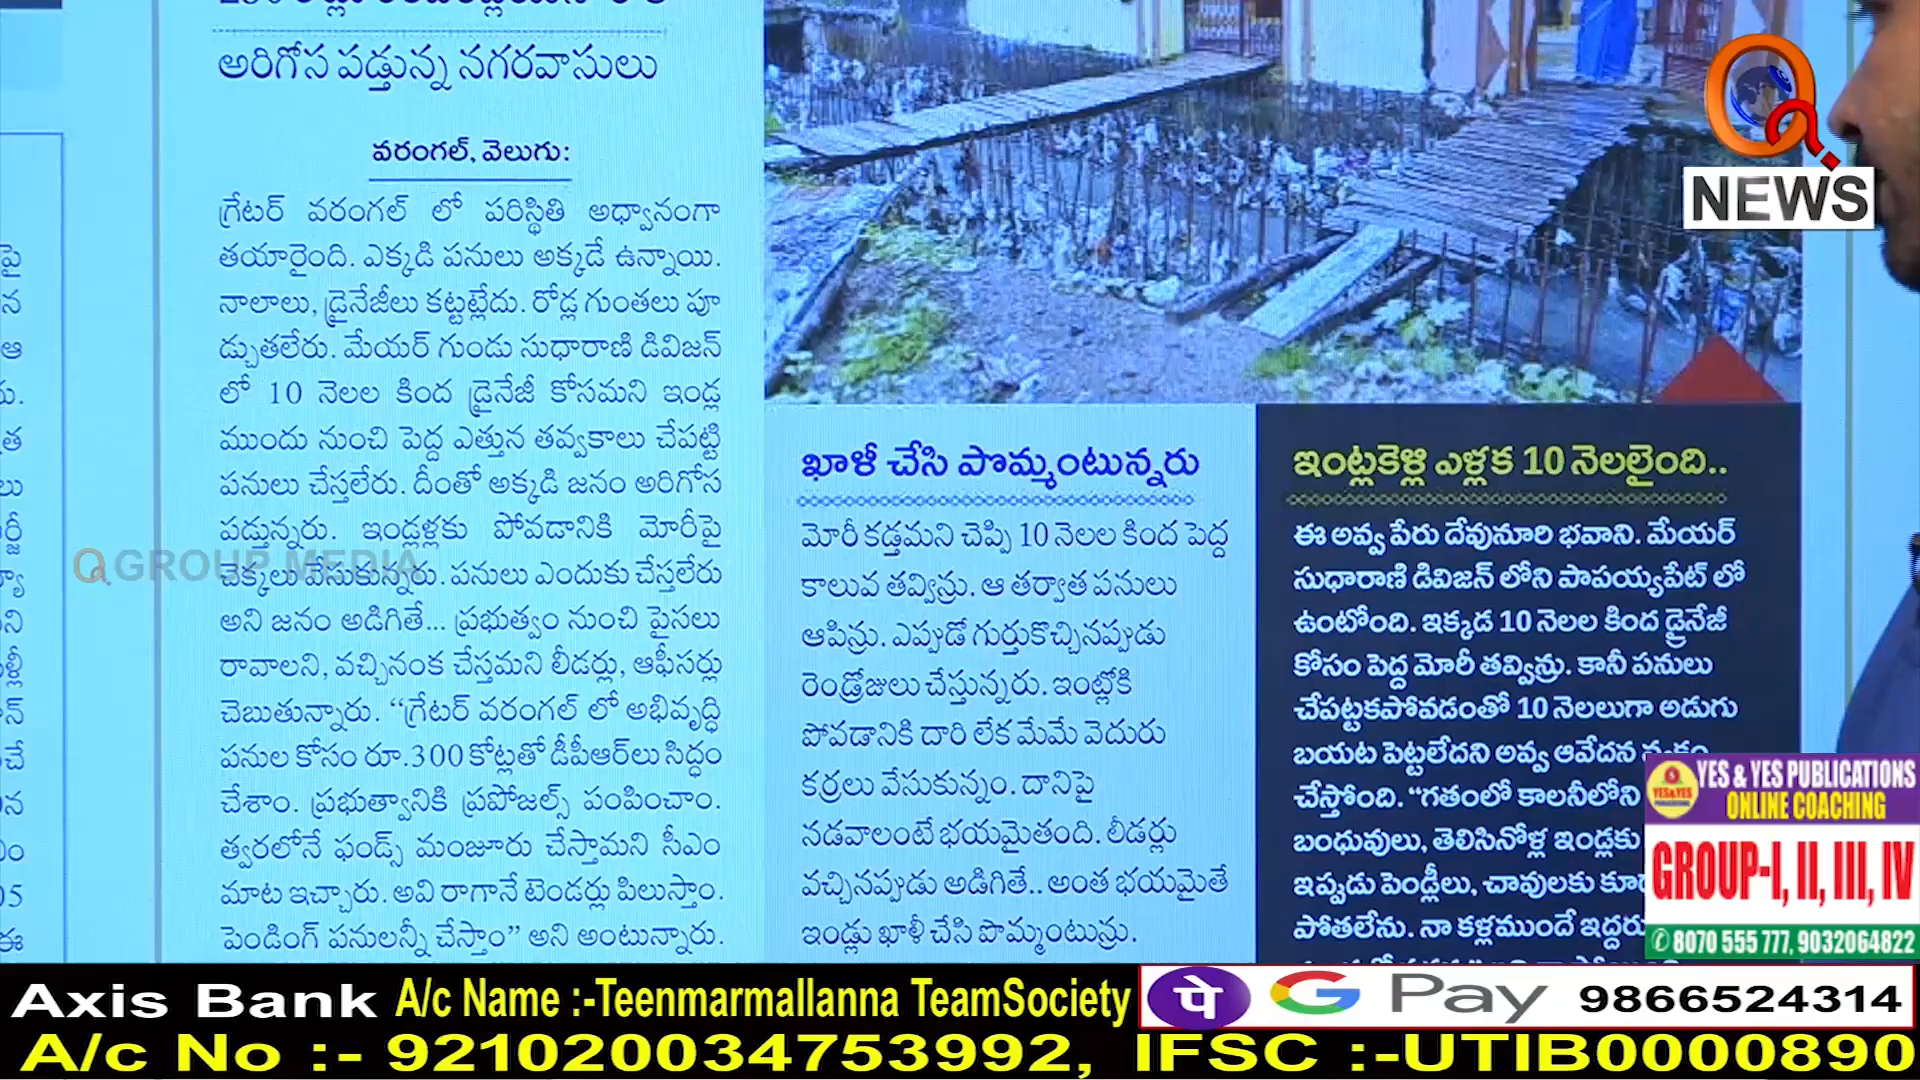 అరిగోస పడ్తున్న నగరవాసులు
వరంగల్, వెలుగు:
గ్రేటర్ వరంగల్ లో పరిస్థితి అధ్వానంగా
తయారైంది. ఎక్కడి పనులు అక్కడే ఉన్నాయి.
నాలాలు, డ్రైనేజీలు కట్టట్లేదు. రోడ్ల గుంతలు పూ
డ్చుతలేరు. మేయర్ గుండు సుధారాణి డివిజన్
లో 10 నెలల కింద డ్రైనేజీ కోసమని ఇండ్ల
ముందు నుంచి పెద్ద ఎత్తున తవ్వకాలు చేపట్టి
పనులు చేస్తలేరు. దీంతో అక్కడి జనం అరిగోస
పడ్తున్నరు. ఇండ్లళ్లకు పోవడానికి మోరీపై
చెక్కలు వేసుకున్నరు. పనులు ఎందుకు చేస్తలేరు
అని జనం అడిగితే... ప్రభుత్వం నుంచి పైసలు
రావాలని, వచ్చినంక చేస్తమని లీడర్లు, ఆఫీసర్లు
చెబుతున్నారు. “గ్రేటర్ వరంగల్ లో అభివృద్ధి
పనుల కోసం రూ.300 కోట్లతో డీపీఆర్‌లు సిద్ధం
చేశాం. ప్రభుత్వానికి ప్రపోజల్స్ పంపించాం.
త్వరలోనే ఫండ్స్ మంజూరు చేస్తామని సీఎం
మాట ఇచ్చారు. అవి రాగానే టెండర్లు పిలుస్తాం.
పెండింగ్ పనులన్నీ చేస్తాం” అని అంటున్నారు.
ఖాళీ చేసి పొమ్మంటున్నరు
మోరీ కడ్తమని చెప్పి 10 నెలల కింద పెద్ద
కాలువ తవ్విన్రు. ఆ తర్వాత పనులు
ఆపిన్రు. ఎప్పుడో గుర్తుకొచ్చినప్పుడు
రెండ్రోజులు చేస్తున్నరు. ఇంట్లోకి
పోవడానికి దారి లేక మేమే వెదురు
కర్రలు వేసుకున్నం. దానిపై
నడవాలంటే భయమైతంది. లీడర్లు
వచ్చినప్పుడు అడిగితే.. అంత భయమైతే
ఇండ్లు ఖాళీ చేసి పొమ్మంటున్రు.
ఇంట్లకెళ్లి ఎళ్లక 10 నెలలైంది..
ఈ అవ్వ పేరు దేవునూరి భవాని. మేయర్
సుధారాణి డివిజన్ లోని పాపయ్యపేట్ లో
ఉంటోంది. ఇక్కడ 10 నెలల కింద డ్రైనేజీ
కోసం పెద్ద మోరీ తవ్విన్రు. కానీ పనులు
చేపట్టకపోవడంతో 10 నెలలుగా అడుగు
బయట పెట్టలేదని అవ్వ ఆవేదన
చేస్తోంది. “గతంలో కాలనీలోని
బంధువులు, తెలిసినోళ్ల ఇండ్లకు
ఇప్పుడు పెండ్లీలు, చావులకు
పోతలేను. నా కళ్లముందే ఇద్దరు
Q GROUP MEDIA
Q NEWS
YES & YES PUBLICATIONS
ONLINE COACHING
GROUP-I, II, III, IV
8070 555 777, 9032064822
Axis Bank A/c Name :-Teenmarmallanna TeamSociety
पे G Pay 9866524314
A/c No :- 921020034753992, IFSC :-UTIB0000890